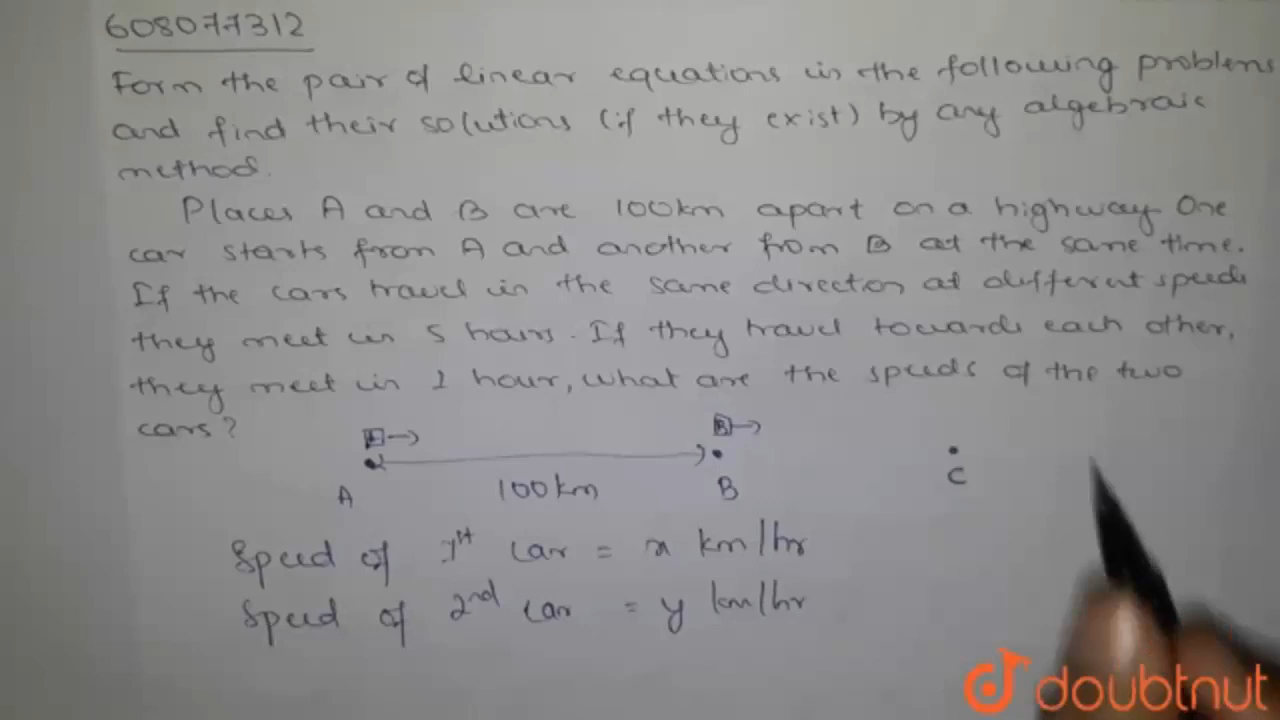 608077312
Form the pair of linear equations in the following problems
and find their solutions (if they exist) by any algebraic
method.
Places A and B are 100km apart on a highway. One
car starts from A and another from B at the same time.
If the cars travel in the same direction at different speeds
they meet in 5 hours. If they travel towards each other,
they meet in 1 hour, what are the speeds of the two
cars?
A B
100km
A B C
Speed of 1st car = x km/hr
Speed of 2nd car = y km/hr
doubtnut